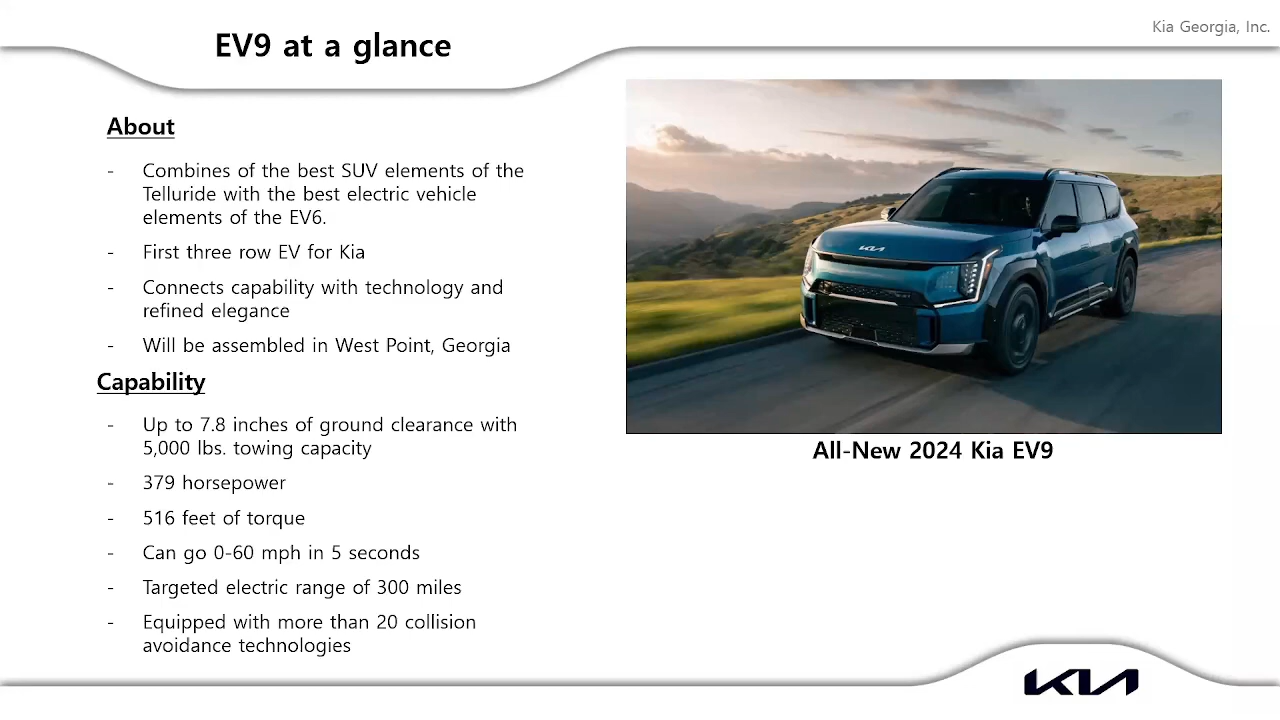 Kia Georgia, Inc.
EV9 at a glance
About
- Combines of the best SUV elements of the
Telluride with the best electric vehicle
elements of the EV6.
- First three row EV for Kia
- Connects capability with technology and
refined elegance
- Will be assembled in West Point, Georgia
Capability
- Up to 7.8 inches of ground clearance with
5,000 lbs. towing capacity
- 379 horsepower
- 516 feet of torque
- Can go 0-60 mph in 5 seconds
- Targeted electric range of 300 miles
- Equipped with more than 20 collision
avoidance technologies
KIA
All-New 2024 Kia EV9
KIA